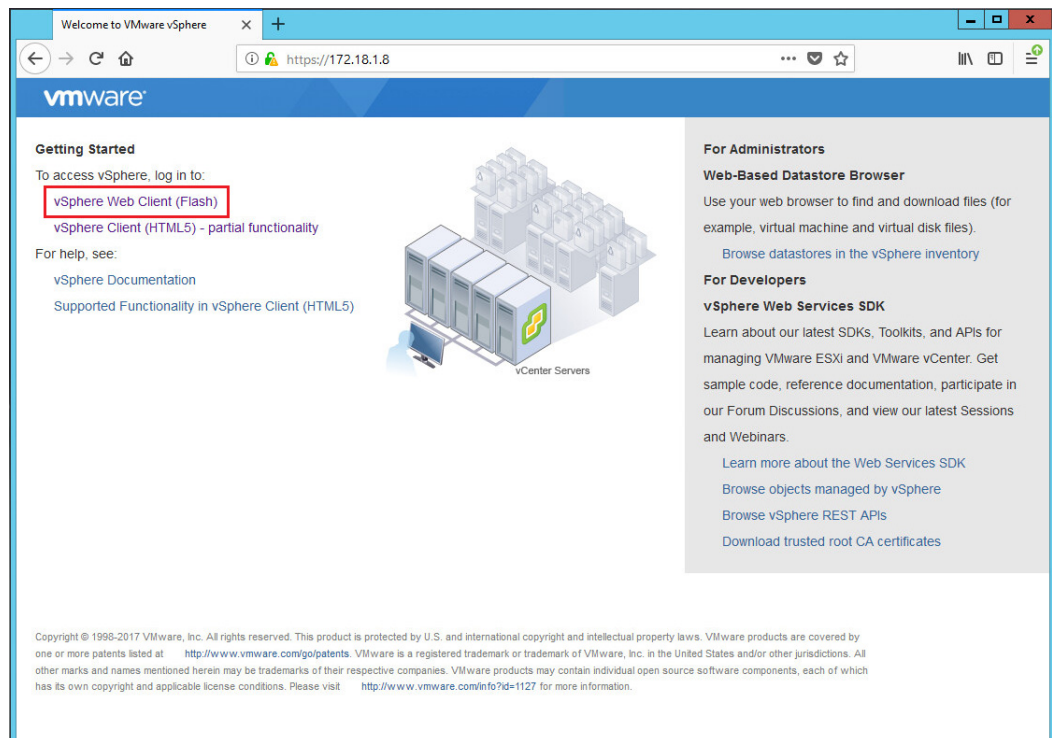 Welcome to VMware vSphere
https://172.18.1.8
vmware
Getting Started
To access vSphere, log in to:
vSphere Web Client (Flash)
vSphere Client (HTML5) - partial functionality
For help, see:
vSphere Documentation
Supported Functionality in vSphere Client (HTML5)
vCenter Servers
For Administrators
Web-Based Datastore Browser
Use your web browser to find and download files (for
example, virtual machine and virtual disk files).
Browse datastores in the vSphere inventory
For Developers
vSphere Web Services SDK
Learn about our latest SDKs, Toolkits, and APIs for
managing VMware ESXi and VMware vCenter. Get
sample code, reference documentation, participate in
our Forum Discussions, and view our latest Sessions
and Webinars.
Learn more about the Web Services SDK
Browse objects managed by vSphere
Browse vSphere REST APIs
Download trusted root CA certificates
Copyright © 1998-2017 VMware, Inc. All rights reserved. This product is protected by U.S. and international copyright and intellectual property laws. VMware products are covered by
one or more patents listed at http://www.vmware.com/go/patents. VMware is a registered trademark or trademark of VMware, Inc. in the United States and/or other jurisdictions. All
other marks and names mentioned herein may be trademarks of their respective companies. VMware products may contain individual open source software components, each of which
has its own copyright and applicable license conditions. Please visit http://www.vmware.com/info?id=1127 for more information.